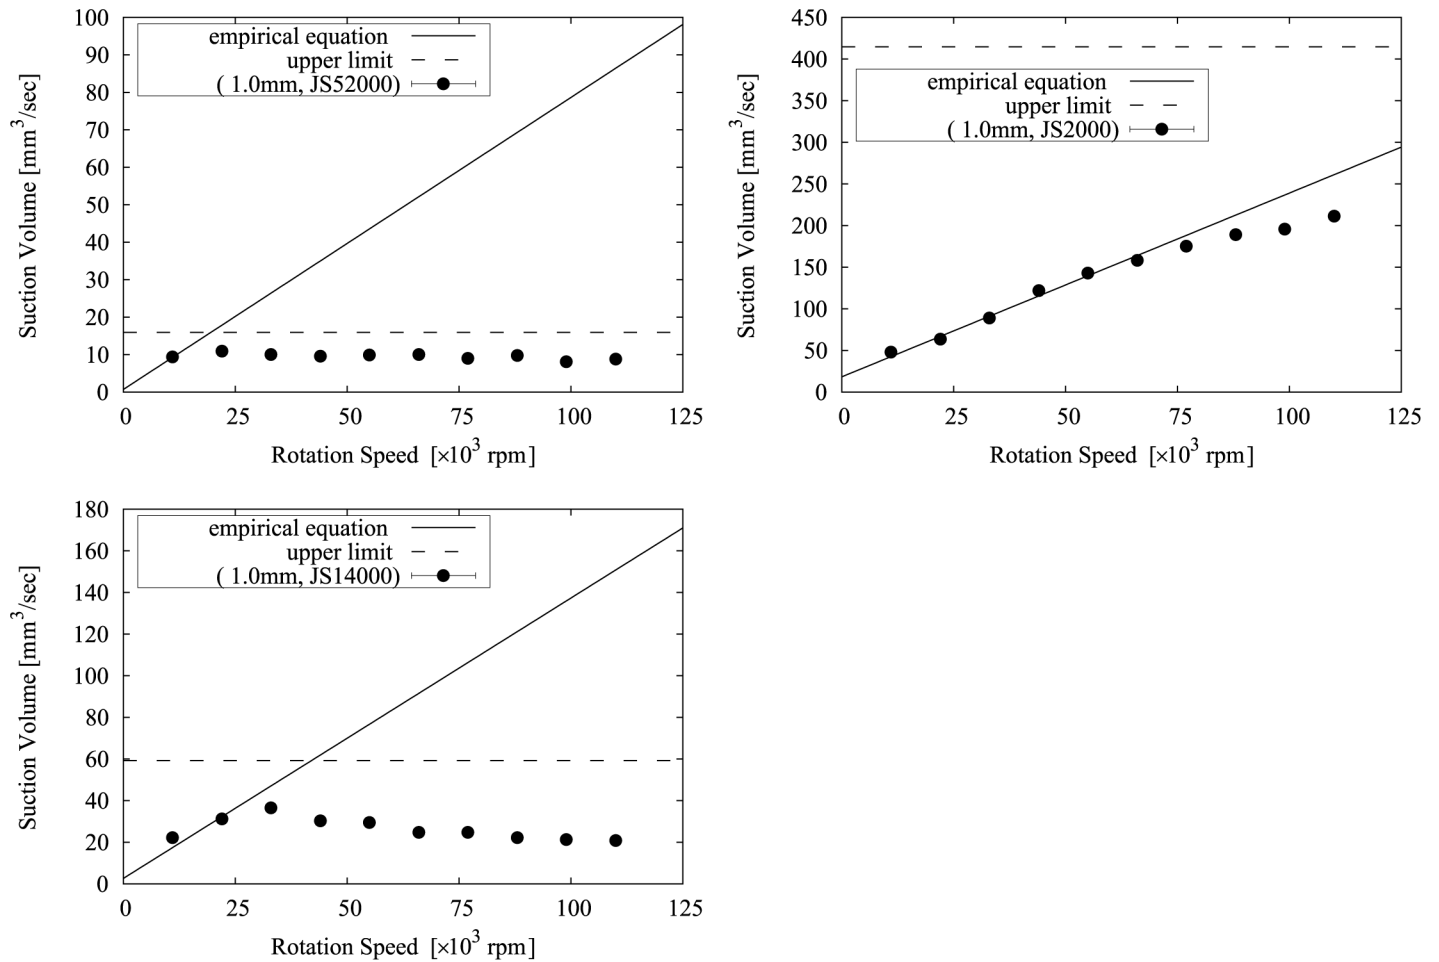 100
90
80
70
60
50
40
30
20
10
0
Suction Volume [mm³/sec]
empirical equation
upper limit
( 1.0mm, JS52000)
0 25 50 75 100 125
Rotation Speed [×10³ rpm]
450
400
350
300
250
200
150
100
50
0
Suction Volume [mm³/sec]
empirical equation
upper limit
( 1.0mm, JS2000)
0 25 50 75 100 125
Rotation Speed [×10³ rpm]
180
160
140
120
100
80
60
40
20
0
Suction Volume [mm³/sec]
empirical equation
upper limit
( 1.0mm, JS14000)
0 25 50 75 100 125
Rotation Speed [×10³ rpm]